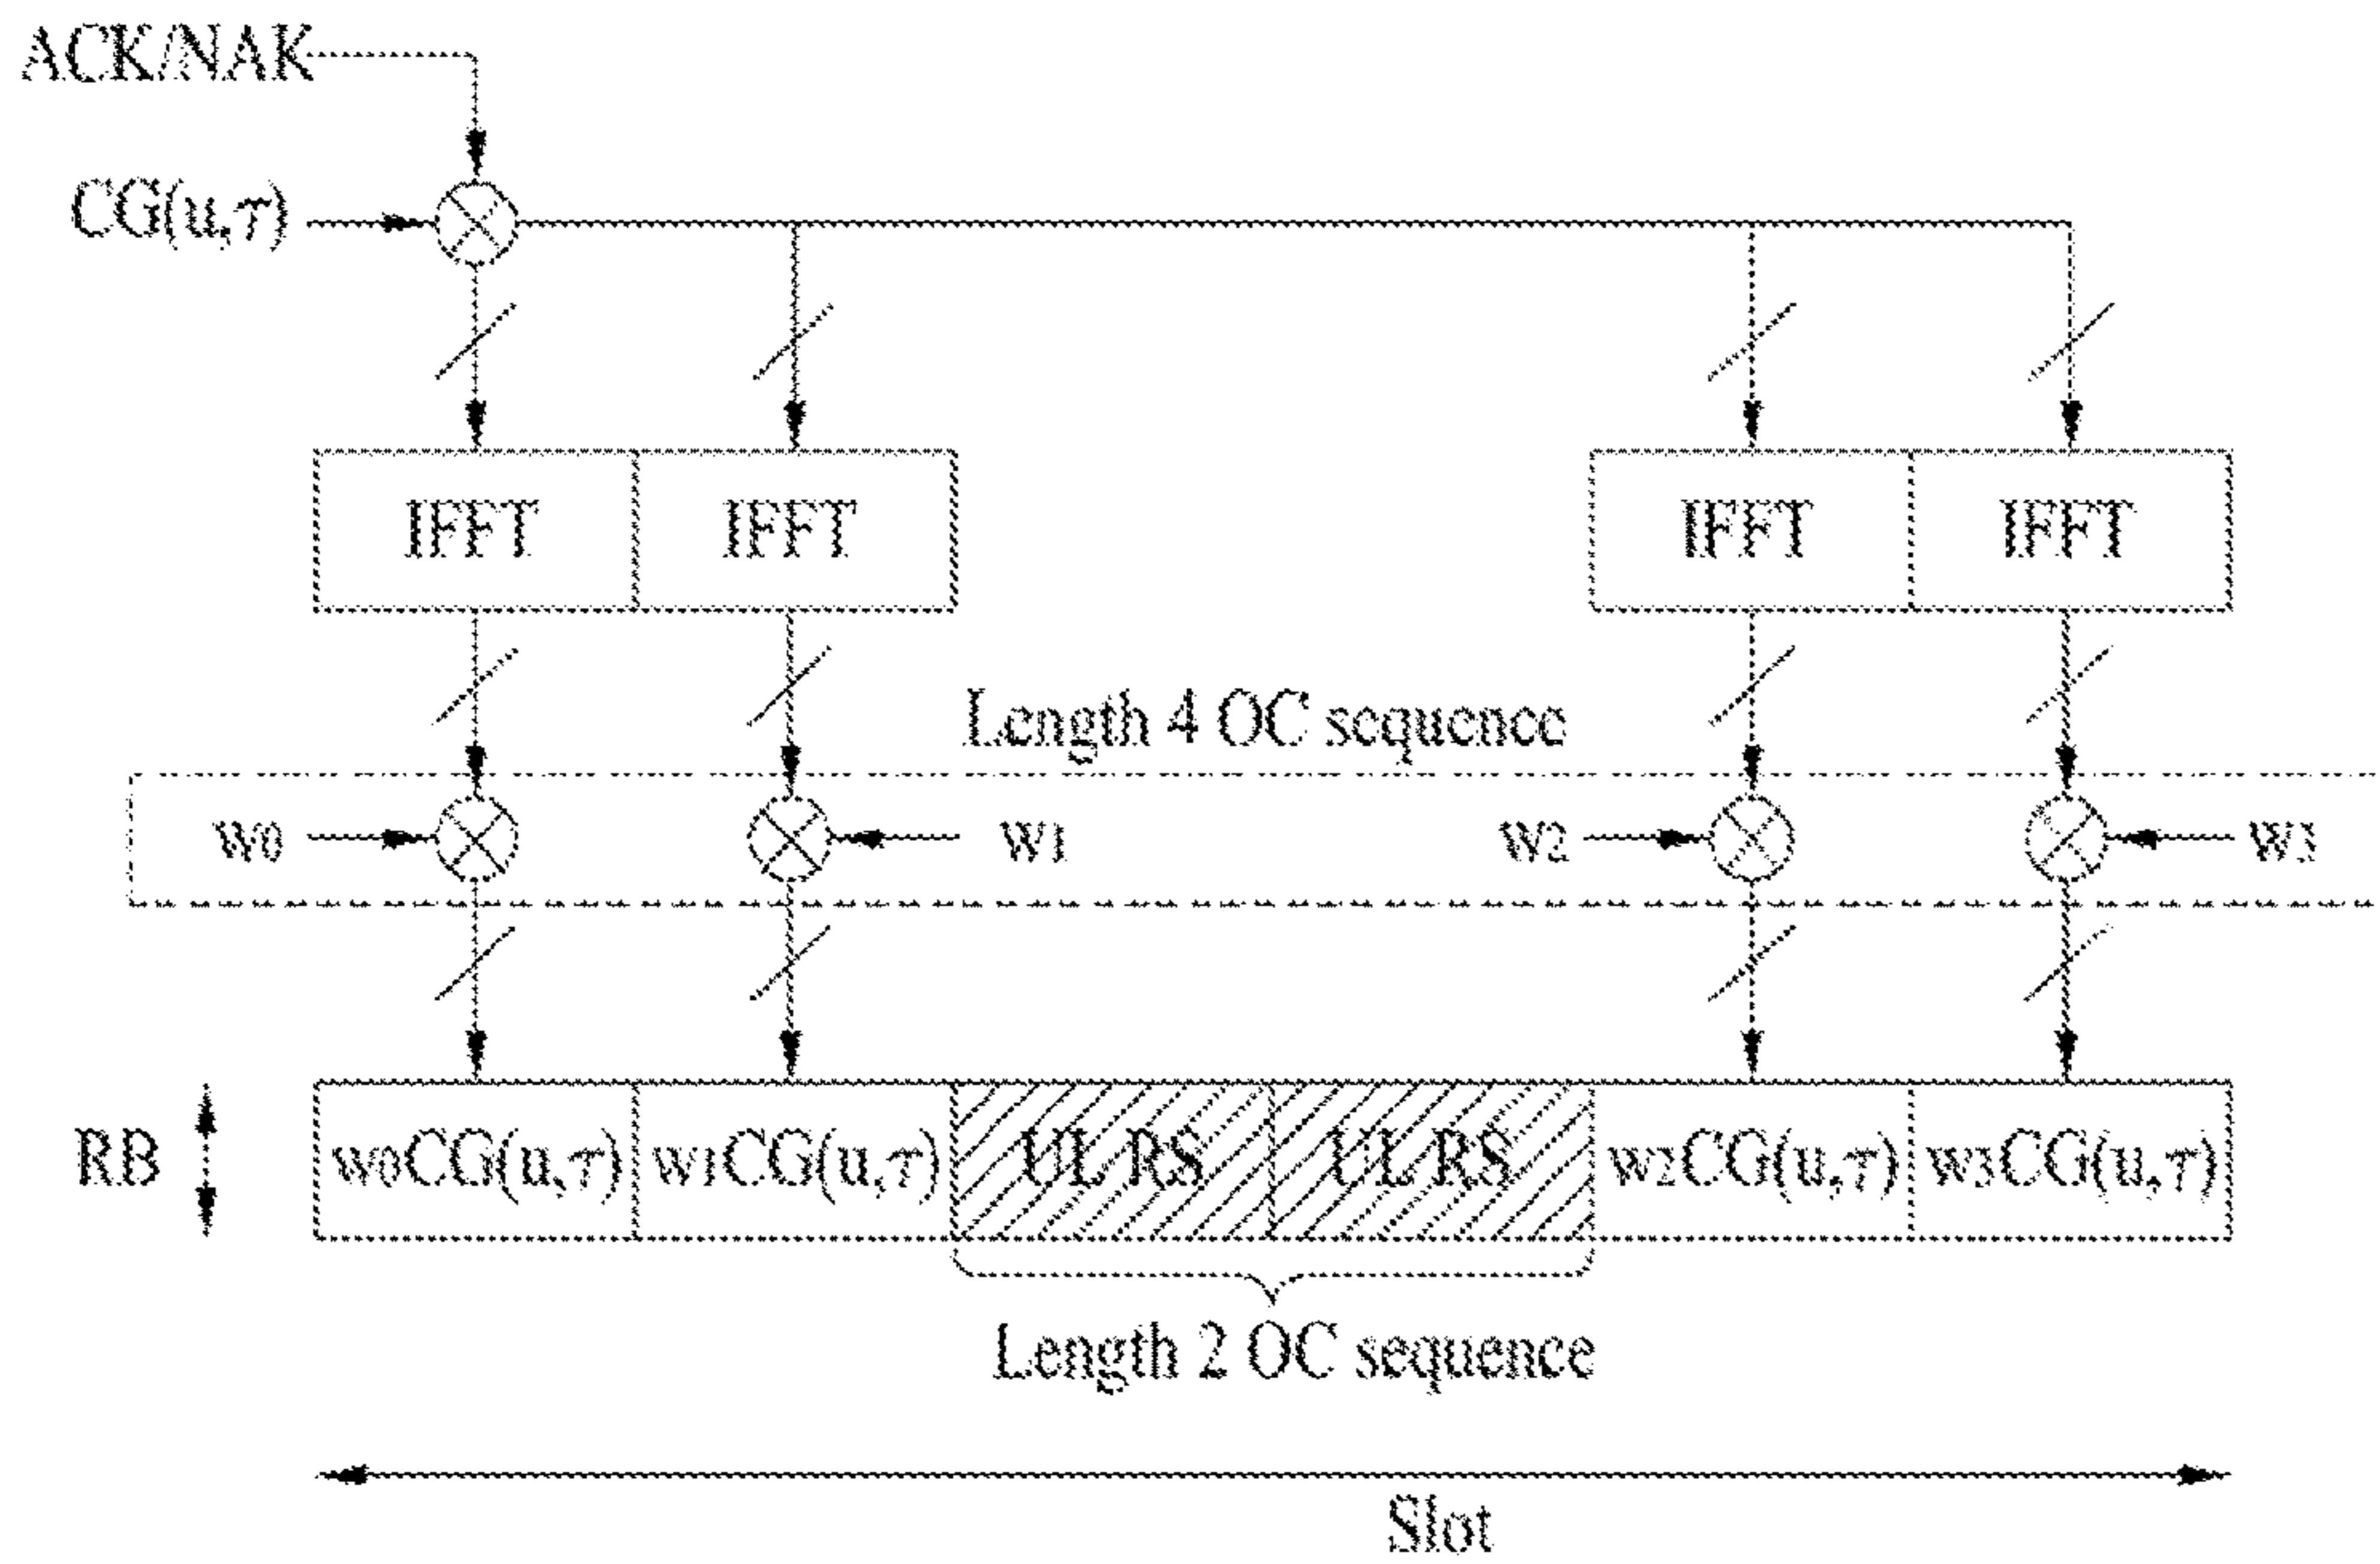 ACK/NAK
CG(u,τ)
IFFT IFFT IFFT IFFT
Length 4 OC sequence
w0 w1 w2 w3
RB w0CG(u,τ) w1CG(u,τ) UL RS UL RS w2CG(u,τ) w3CG(u,τ)
Length 2 OC sequence
Slot